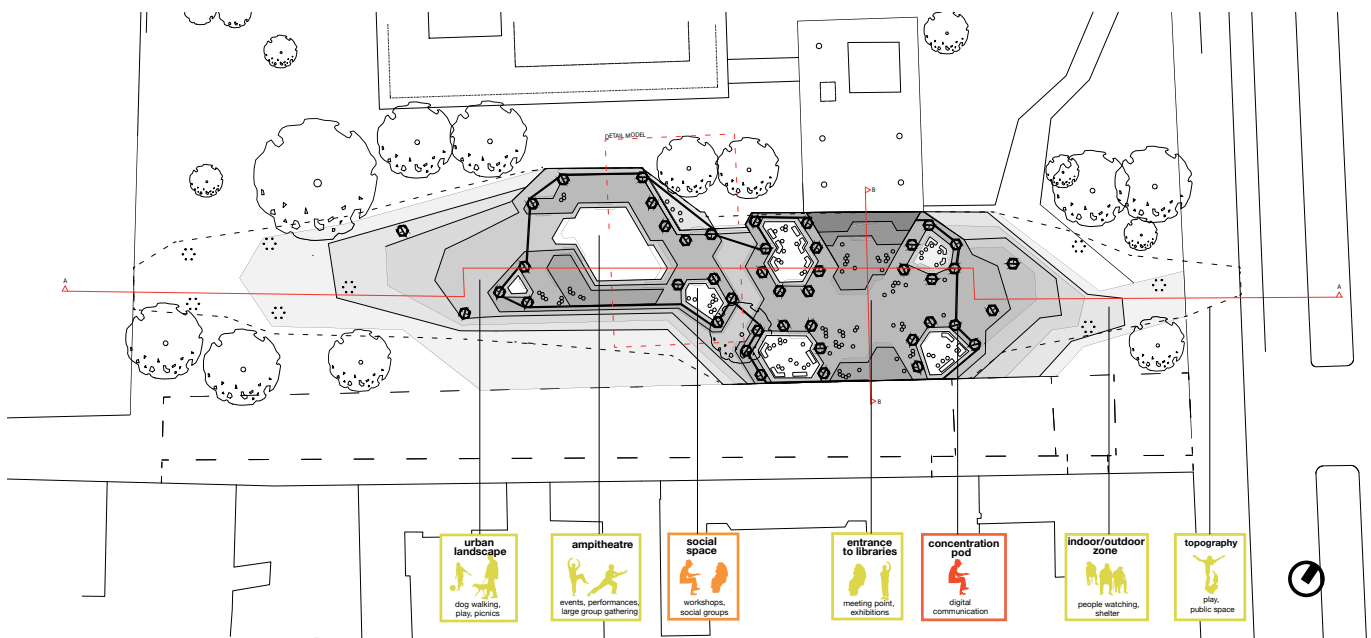 DETAIL MODEL
B
A
A
B
urban
landscape
dog walking,
play, picnics
ampitheatre
events, performances,
large group gathering
social
space
workshops,
social groups
entrance
to libraries
meeting point,
exhibitions
concentration
pod
digital
communication
indoor/outdoor
zone
people watching,
shelter
topography
play,
public space